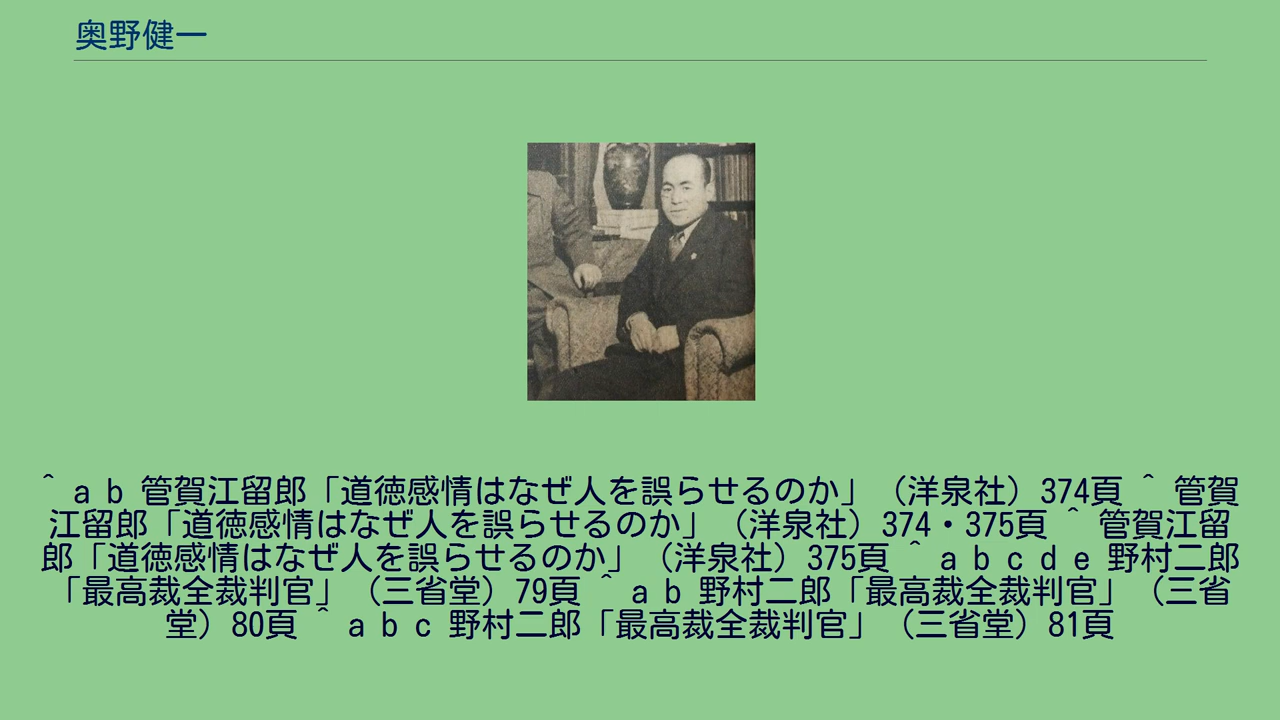 奥野健一
^ a b 管賀江留郎「道徳感情はなぜ人を誤らせるのか」（洋泉社）374頁 ^ 管賀
江留郎「道徳感情はなぜ人を誤らせるのか」（洋泉社）374・375頁 ^ 管賀江留
郎「道徳感情はなぜ人を誤らせるのか」（洋泉社）375頁 ^ a b c d e 野村二郎
「最高裁全裁判官」（三省堂）79頁 ^ a b 野村二郎「最高裁全裁判官」（三省
堂）80頁 ^ a b c 野村二郎「最高裁全裁判官」（三省堂）81頁